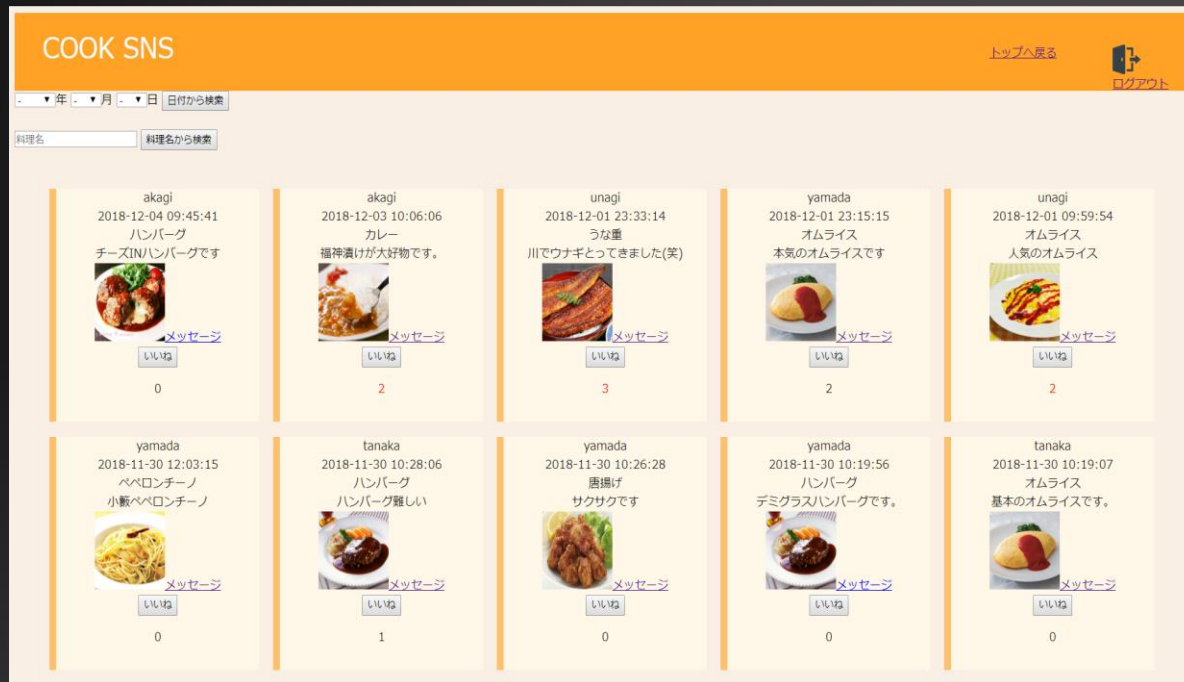 COOK SNS
トップへ戻る
ログアウト
- ▼年 - ▼月 - ▼日 日付から検索
料理名 料理名から検索
akagi
2018-12-04 09:45:41
ハンバーグ
チーズINハンバーグです
メッセージ
いいね
0
akagi
2018-12-03 10:06:06
カレー
福神漬けが大好物です。
メッセージ
いいね
2
unagi
2018-12-01 23:33:14
うな重
川でウナギとってきました(笑)
メッセージ
いいね
3
yamada
2018-12-01 23:15:15
オムライス
本気のオムライスです
メッセージ
いいね
2
unagi
2018-12-01 09:59:54
オムライス
人気のオムライス
メッセージ
いいね
2
yamada
2018-11-30 12:03:15
ペペロンチーノ
小藪ペペロンチーノ
メッセージ
いいね
0
tanaka
2018-11-30 10:28:06
ハンバーグ
ハンバーグ難しい
メッセージ
いいね
1
yamada
2018-11-30 10:26:28
唐揚げ
サクサクです
メッセージ
いいね
0
yamada
2018-11-30 10:19:56
ハンバーグ
デミグラスハンバーグです。
メッセージ
いいね
0
tanaka
2018-11-30 10:19:07
オムライス
基本のオムライスです。
メッセージ
いいね
0